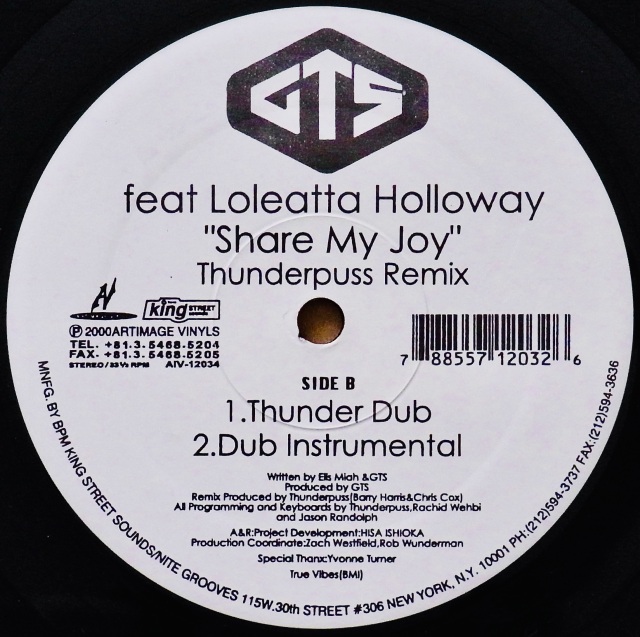 GTS
feat Loleatta Holloway
"Share My Joy"
Thunderpuss Remix
king STREET
℗ 2000ARTIMAGE VINYLS
TEL. +81.3.5468.5204
FAX. +81.3.5468.5205
STEREO/33⅓ RPM AIV-12034
7 88557 12032 6
SIDE B
1.Thunder Dub
2.Dub Instrumental
Written by Elis Miah &GTS
Produced by GTS
Remix Produced by Thunderpuss(Barry Harris&Chris Cox)
All Programming and Keyboards by Thunderpuss,Rachid Wehbi
and Jason Randolph
A&R:Project Development:HISA ISHIOKA
Production Coordinate:Zach Westfield,Rob Wunderman
Special Thanx:Yvonne Turner
True Vibes(BMI)
MNFG. BY BPM KING STREET SOUNDS/NITE GROOVES 115W.30th STREET #306 NEW YORK, N.Y. 10001 PH:(212)594-3737 FAX:(212)594-3636